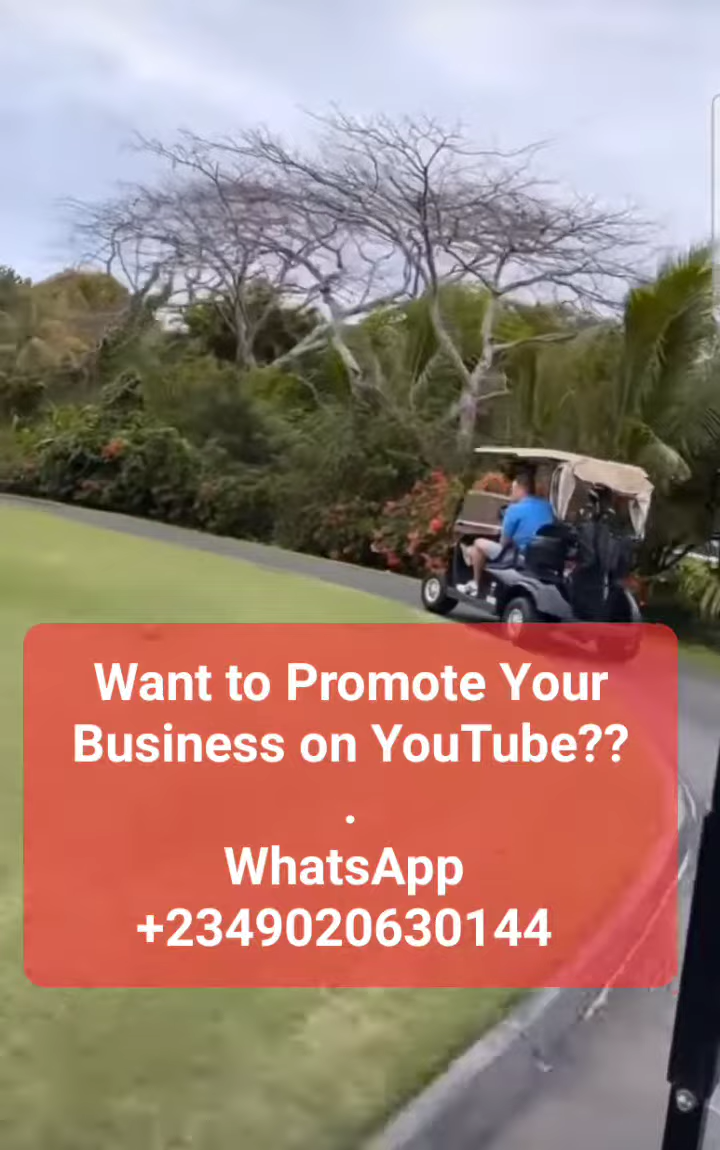 Want to Promote Your
Business on YouTube??
.
WhatsApp
+2349020630144